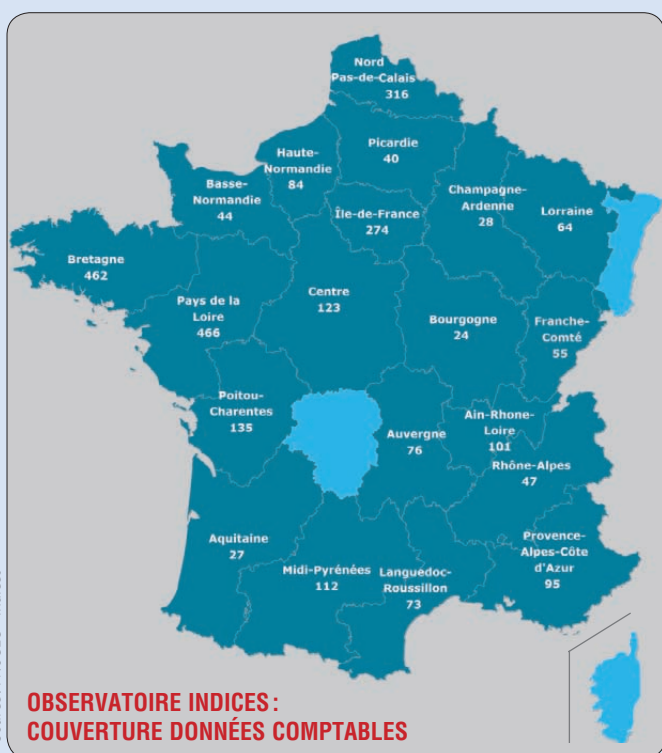 Nord
Pas-de-Calais
316
Picardie
40
Haute-
Normandie
84
Basse-
Normandie
44
Île-de-France
274
Champagne-
Ardenne
28
Lorraine
64
Bretagne
462
Pays de la
Loire
466
Centre
123
Bourgogne
24
Franche-
Comté
55
Poitou-
Charentes
135
Auvergne
76
Ain-Rhone-
Loire
101
Rhône-Alpes
47
Aquitaine
27
Midi-Pyrénées
112
Languedoc-
Roussillon
73
Provence-
Alpes-Côte
d'Azur
95
OBSERVATOIRE INDICES :
COUVERTURE DONNÉES COMPTABLES